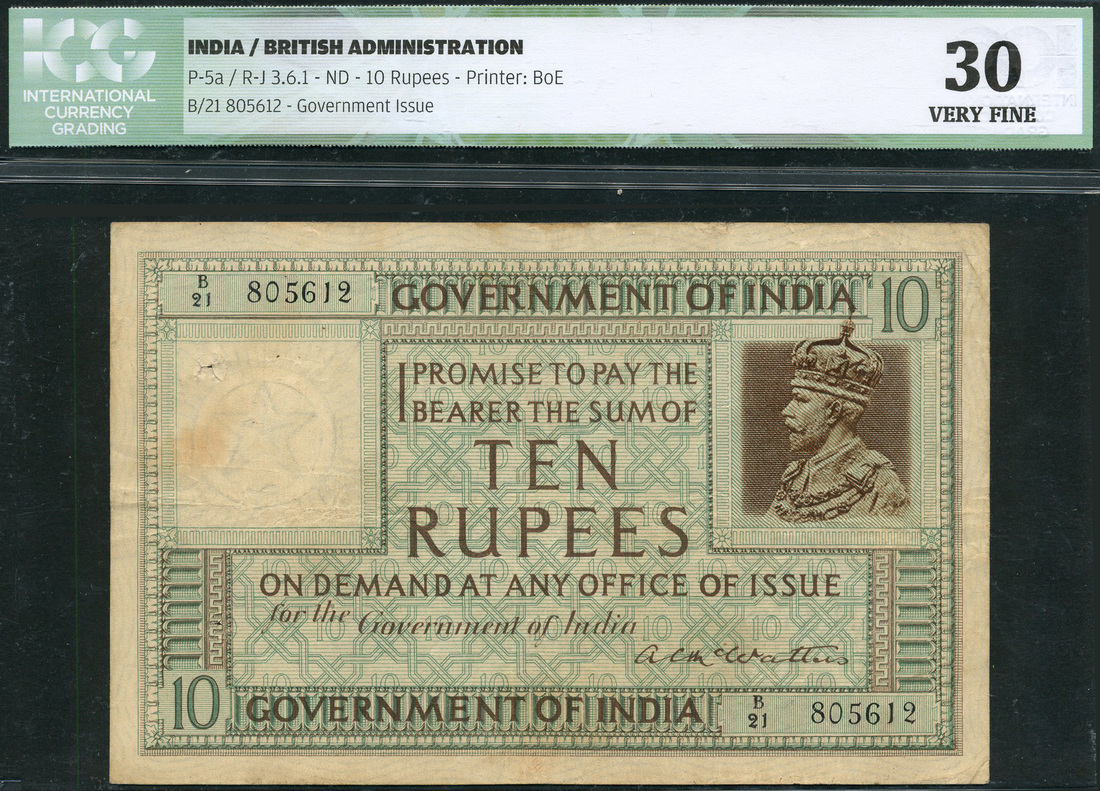 ICG
INTERNATIONAL
CURRENCY
GRADING
INDIA / BRITISH ADMINISTRATION
P-5a / R-J 3.6.1 - ND - 10 Rupees - Printer: BoE
B/21 805612 - Government Issue
30
VERY FINE
B
21 805612
GOVERNMENT OF INDIA
10
I PROMISE TO PAY THE
BEARER THE SUM OF
TEN
RUPEES
ON DEMAND AT ANY OFFICE OF ISSUE
for the Government of India
A C McWatters
10
GOVERNMENT OF INDIA
B
21 805612